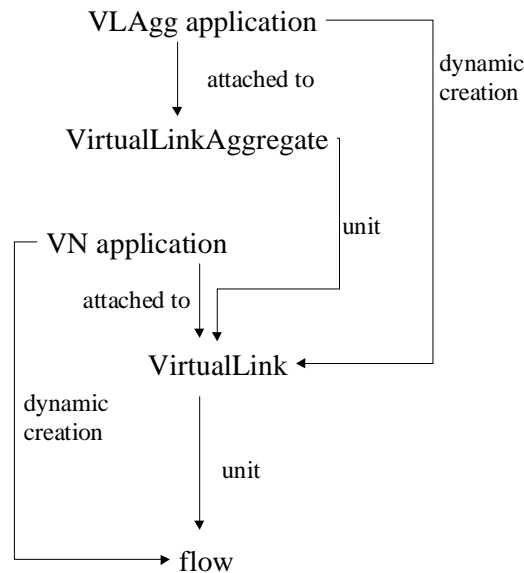 VLAgg application
dynamic
creation
attached to
VirtualLinkAggregate
unit
VN application
attached to
VirtualLink
dynamic
creation
unit
flow